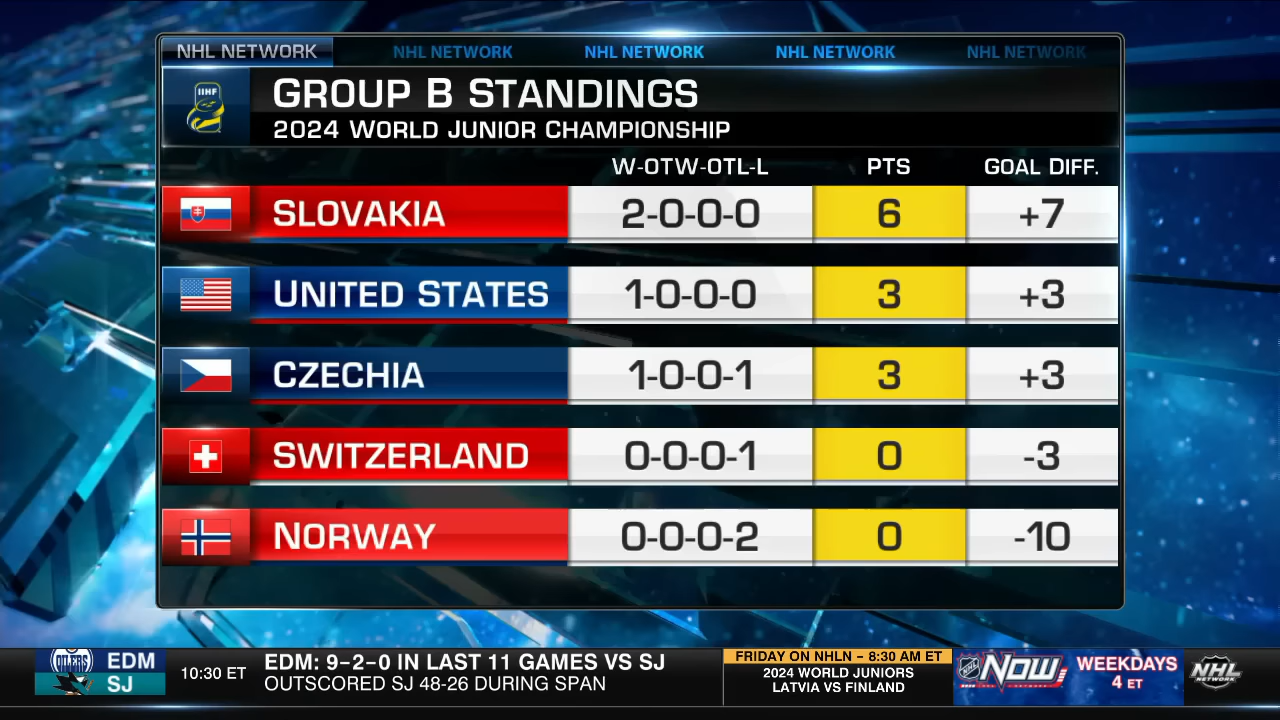 NHL NETWORK NHL NETWORK NHL NETWORK NHL NETWORK NHL NETWORK
IIHF
GROUP B STANDINGS
2024 WORLD JUNIOR CHAMPIONSHIP
W-OTW-OTL-L PTS GOAL DIFF.
SLOVAKIA 2-0-0-0 6 +7
UNITED STATES 1-0-0-0 3 +3
CZECHIA 1-0-0-1 3 +3
SWITZERLAND 0-0-0-1 0 -3
NORWAY 0-0-0-2 0 -10
OILERS
EDM
SJ
10:30 ET
EDM: 9-2-0 IN LAST 11 GAMES VS SJ
OUTSCORED SJ 48-26 DURING SPAN
FRIDAY ON NHLN - 8:30 AM ET
2024 WORLD JUNIORS
LATVIA VS FINLAND
NHL NOW
WEEKDAYS
4 ET
NHL
NETWORK